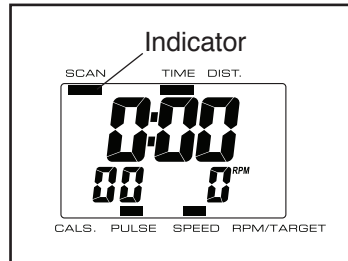 Indicator
SCAN TIME DIST.
0:00
00 0 RPM
CALS. PULSE SPEED RPM/TARGET